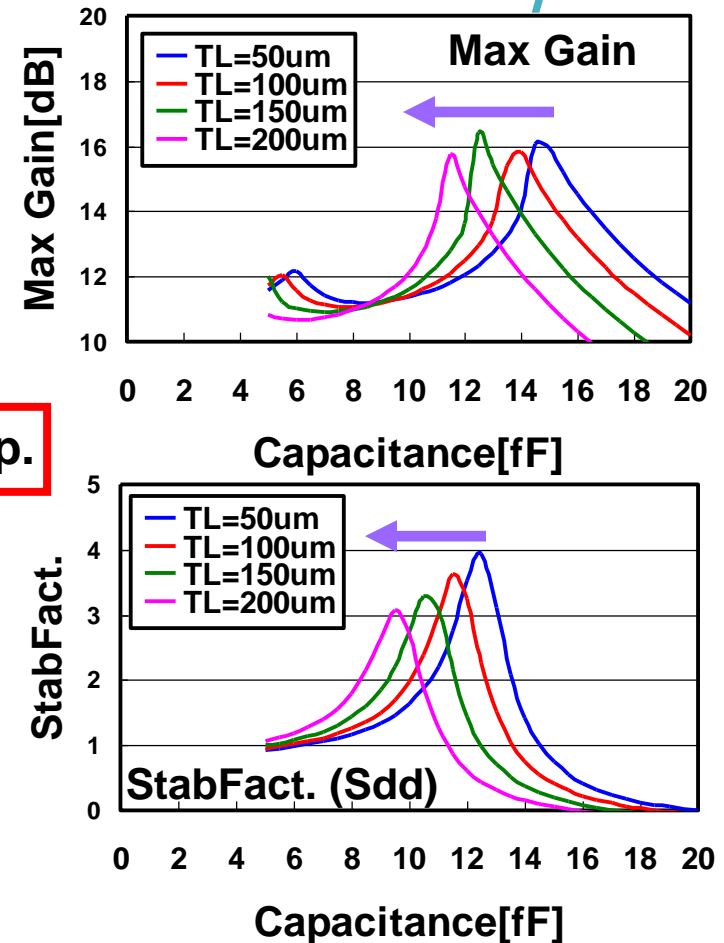 20
18
16
14
12
10
Max Gain[dB]
TL=50um
TL=100um
TL=150um
TL=200um
Max Gain
0 2 4 6 8 10 12 14 16 18 20
Capacitance[fF]
p.
5
4
3
2
1
0
StabFact.
TL=50um
TL=100um
TL=150um
TL=200um
StabFact. (Sdd)
0 2 4 6 8 10 12 14 16 18 20
Capacitance[fF]